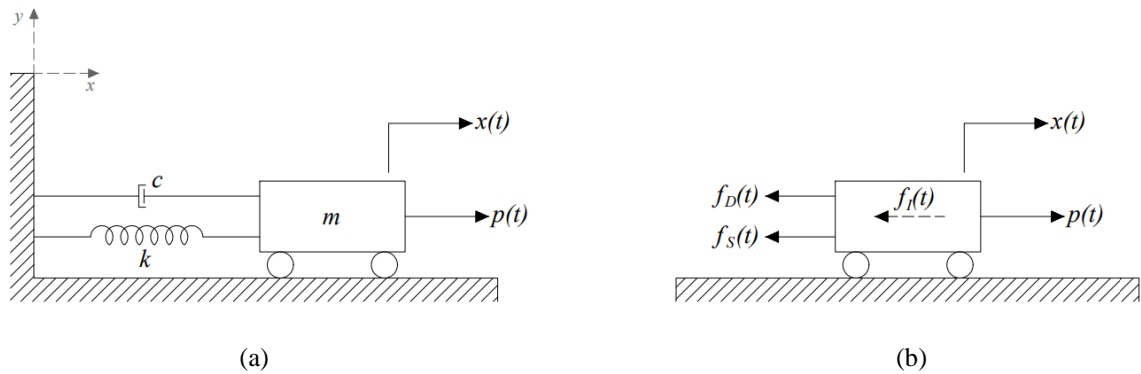 y
x
x(t)
c
m
p(t)
k
(a)
x(t)
f_D(t)
f_I(t)
f_S(t)
p(t)
(b)